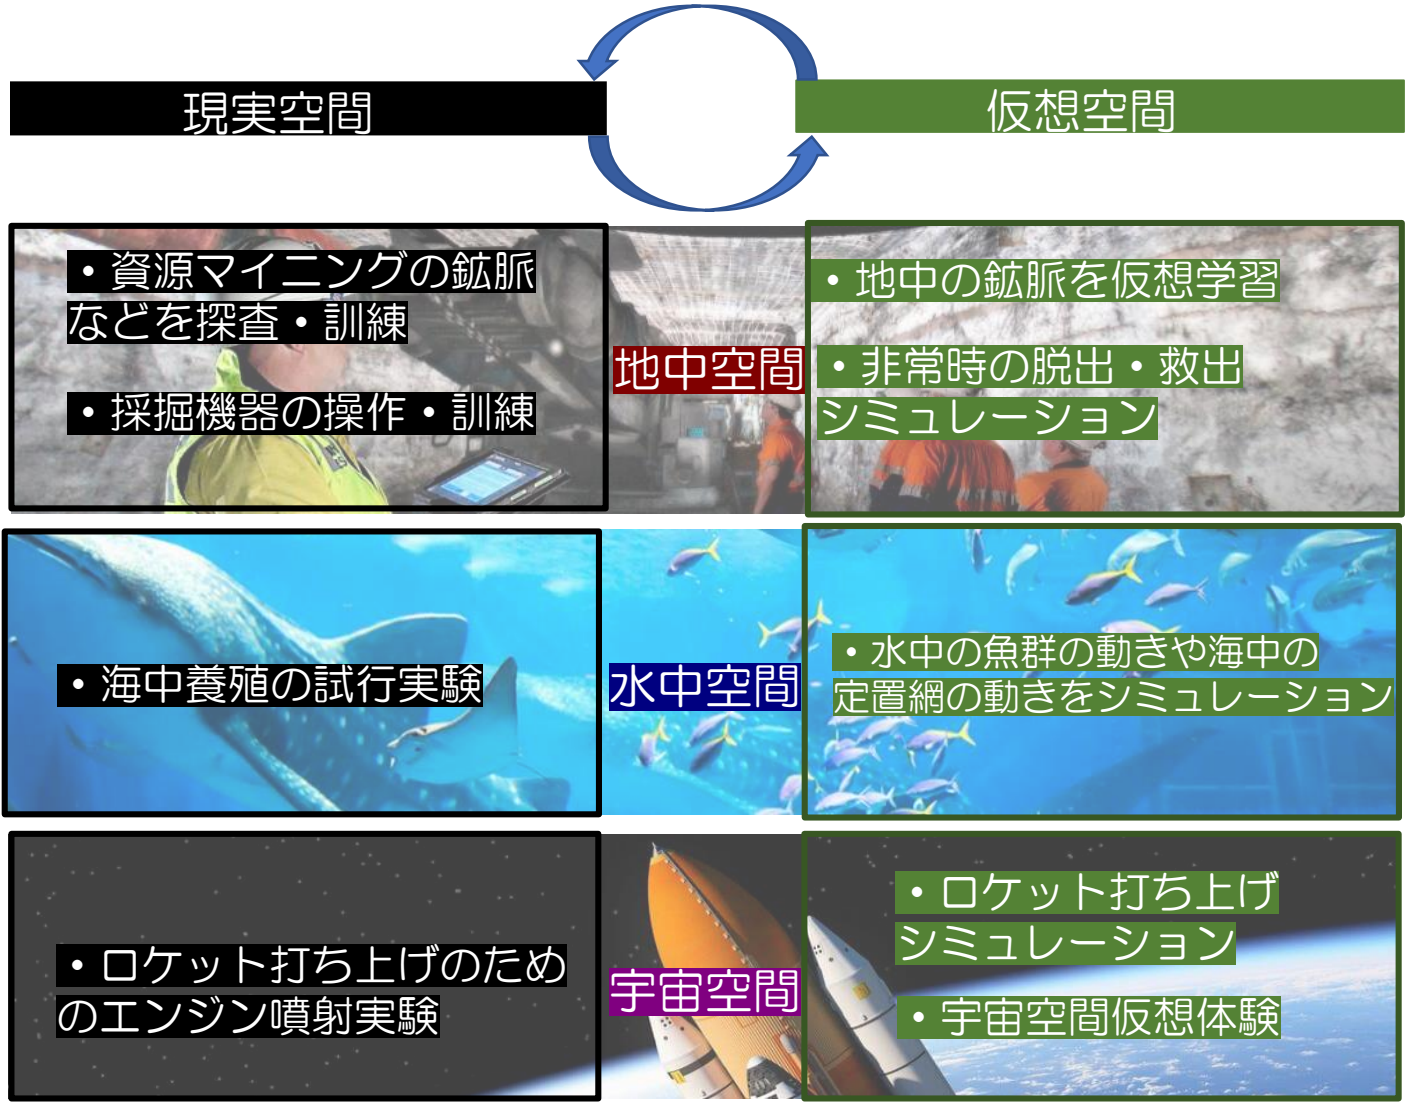 現実空間
仮想空間
・資源マイニングの鉱脈
などを探査・訓練
・採掘機器の操作・訓練
地中空間
・地中の鉱脈を仮想学習
・非常時の脱出・救出
シミュレーション
・海中養殖の試行実験
水中空間
・水中の魚群の動きや海中の
定置網の動きをシミュレーション
・ロケット打ち上げのため
のエンジン噴射実験
宇宙空間
・ロケット打ち上げ
シミュレーション
・宇宙空間仮想体験